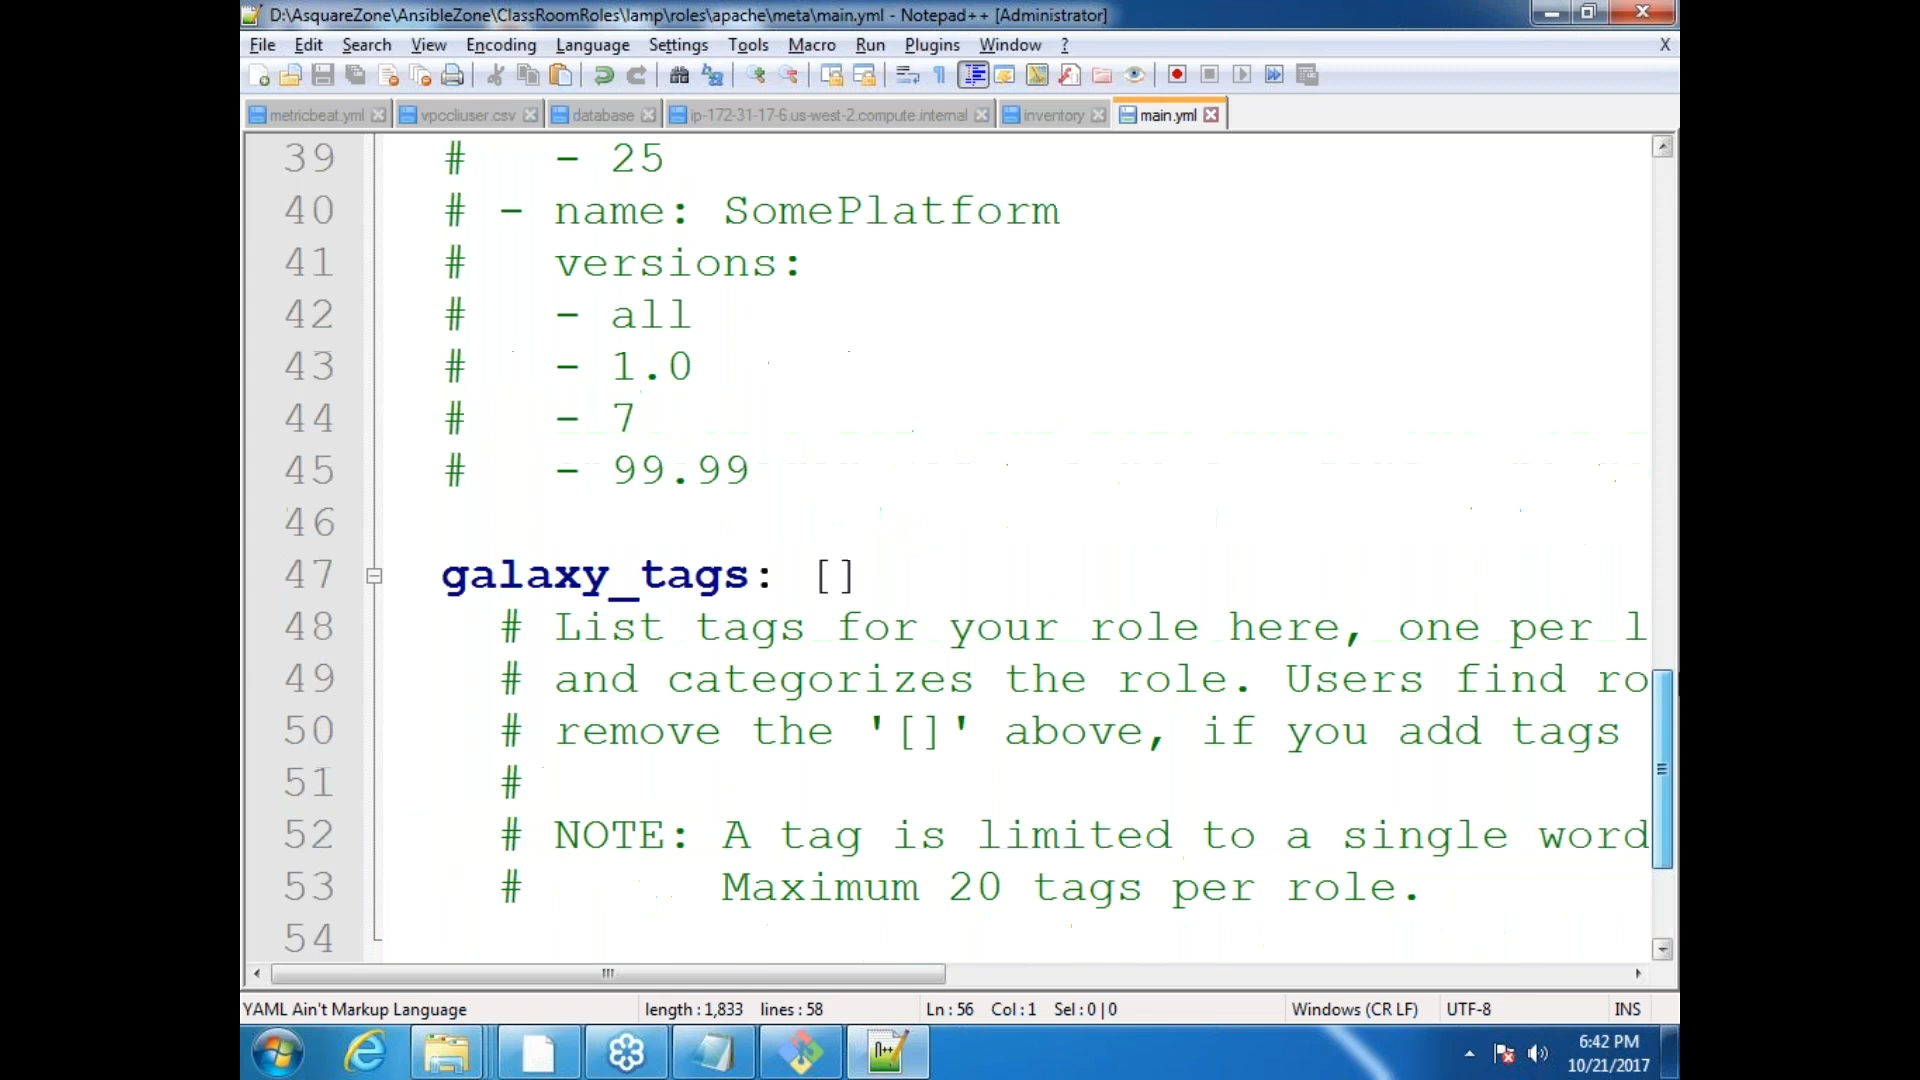 D:\AsquareZone\AnsibleZone\ClassRoomRoles\lamp\roles\apache\meta\main.yml - Notepad++ [Administrator]
File Edit Search View Encoding Language Settings Tools Macro Run Plugins Window ? X
metricbeat.yml vpccliuser.csv database ip-172-31-17-6.us-west-2.compute.internal inventory main.yml
39 # - 25
40 # - name: SomePlatform
41 # versions:
42 # - all
43 # - 1.0
44 # - 7
45 # - 99.99
46
47 galaxy_tags: []
48 # List tags for your role here, one per l
49 # and categorizes the role. Users find ro
50 # remove the '[]' above, if you add tags
51 #
52 # NOTE: A tag is limited to a single word
53 # Maximum 20 tags per role.
54
YAML Ain't Markup Language length : 1,833 lines : 58 Ln : 56 Col : 1 Sel : 0 | 0 Windows (CR LF) UTF-8 INS
6:42 PM
10/21/2017